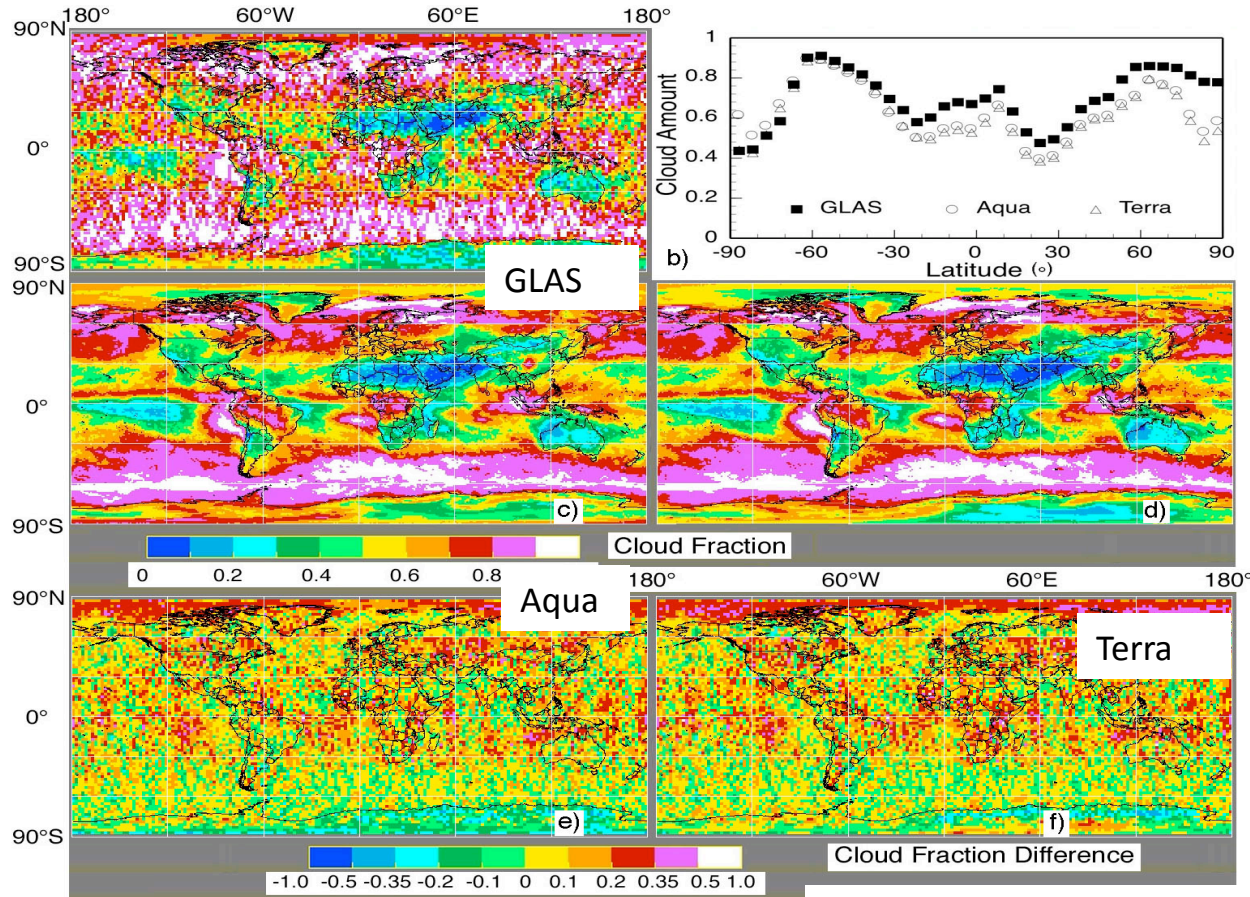 180° 60°W 60°E 180°
90°N
0°
90°S
1
0.8
0.6
0.4
0.2
0
Cloud Amount
GLAS Aqua Terra
-90 -60 -30 0 30 60 90
b) Latitude (o)
GLAS
90°N
0°
90°S
c) d)
Cloud Fraction
0 0.2 0.4 0.6 0.8
180° 60°W 60°E 180°
Aqua
Terra
90°N
0°
90°S
e) f)
Cloud Fraction Difference
-1.0 -0.5 -0.35 -0.2 -0.1 0 0.1 0.2 0.35 0.5 1.0